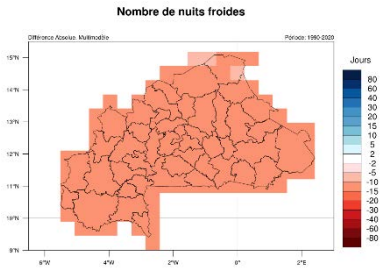 Nombre de nuits froides
Différence Absolue, Multimodèle
Période: 1990-2020
Jours
15°N
14°N
13°N
12°N
11°N
10°N
9°N
6°W
4°W
2°W
0°
2°E
80
60
40
30
20
15
10
5
2
-2
-5
-10
-15
-20
-30
-40
-60
-80